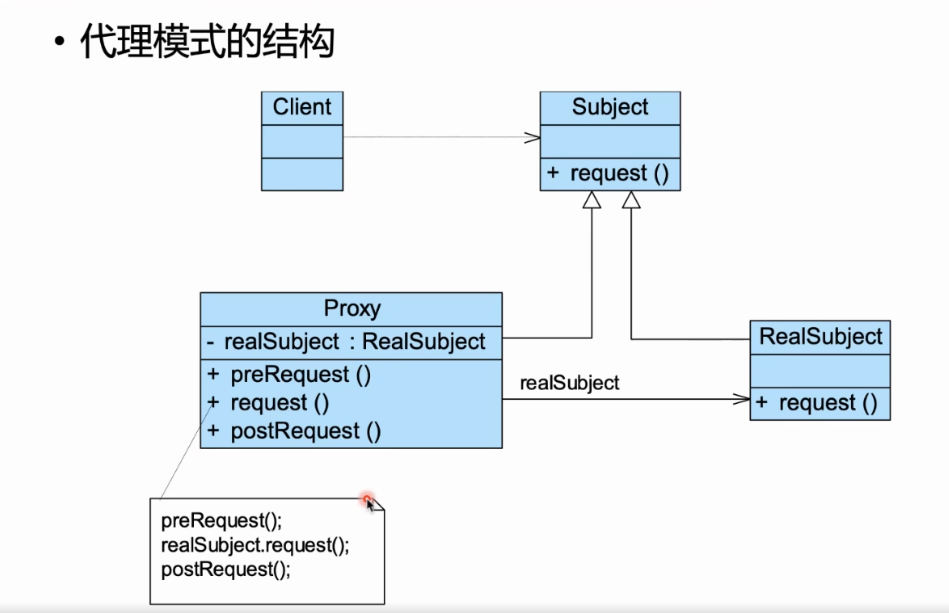 • 代理模式的结构
Client
Subject
+ request ()
Proxy
- realSubject : RealSubject
+ preRequest ()
+ request ()
+ postRequest ()
realSubject
RealSubject
+ request ()
preRequest();
realSubject.request();
postRequest();